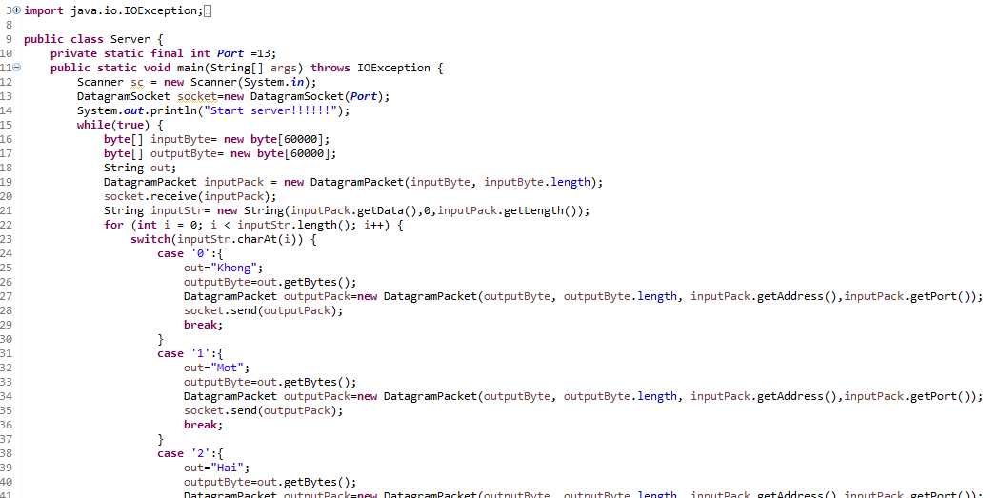 3 import java.io.IOException;
8
9 public class Server {
10 private static final int Port =13;
11 public static void main(String[] args) throws IOException {
12 Scanner sc = new Scanner(System.in);
13 DatagramSocket socket=new DatagramSocket(Port);
14 System.out.println("Start server!!!!!!");
15 while(true) {
16 byte[] inputByte= new byte[60000];
17 byte[] outputByte= new byte[60000];
18 String out;
19 DatagramPacket inputPack = new DatagramPacket(inputByte, inputByte.length);
20 socket.receive(inputPack);
21 String inputStr= new String(inputPack.getData(),0,inputPack.getLength());
22 for (int i = 0; i < inputStr.length(); i++) {
23 switch(inputStr.charAt(i)) {
24 case '0':{
25 out="Khong";
26 outputByte=out.getBytes();
27 DatagramPacket outputPack=new DatagramPacket(outputByte, outputByte.length, inputPack.getAddress(),inputPack.getPort());
28 socket.send(outputPack);
29 break;
30 }
31 case '1':{
32 out="Mot";
33 outputByte=out.getBytes();
34 DatagramPacket outputPack=new DatagramPacket(outputByte, outputByte.length, inputPack.getAddress(),inputPack.getPort());
35 socket.send(outputPack);
36 break;
37 }
38 case '2':{
39 out="Hai";
40 outputByte=out.getBytes();
41 DatagramPacket outputPack=new DatagramPacket(outputByte, outputByte.length, inputPack.getAddress(),inputPack.getPort());